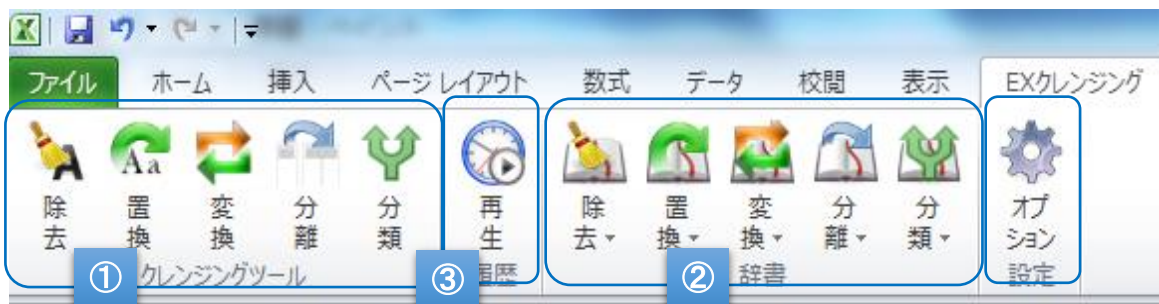 ファイル ホーム 挿入 ページ レイアウト 数式 データ 校閲 表示 EXクレンジング
Aa
除去 置換 変換 分離 分類 再生 除去 置換 変換 分離 分類 オプション
① クレンジングツール ③ 履歴 ② 辞書 設定